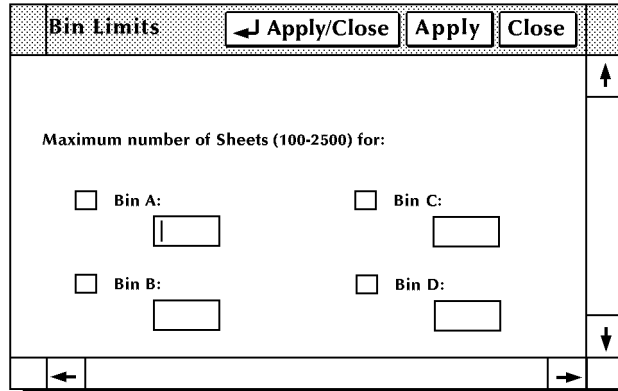 Bin Limits Apply/Close Apply Close
Maximum number of Sheets (100-2500) for:
Bin A: Bin C:
Bin B: Bin D: